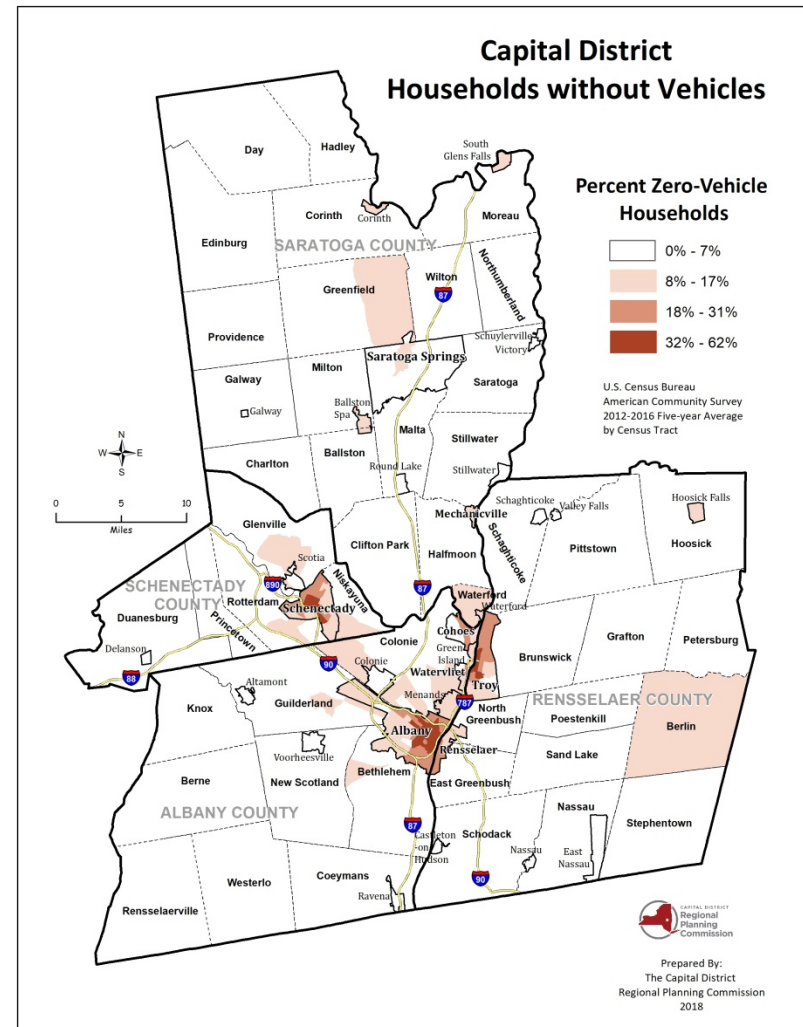 Capital District
Households without Vehicles
South
Glens Falls
Hadley
Day
Percent Zero-Vehicle
Households
0% - 7%
8% - 17%
18% - 31%
32% - 62%
U.S. Census Bureau
American Community Survey
2012-2016 Five-year Average
by Census Tract
Corinth
Corinth
Moreau
Edinburg
SARATOGA COUNTY
Wilton
Northumberland
Greenfield
87
Providence
Schuylerville
Victory
Saratoga Springs
Milton
Galway
Saratoga
Galway
Ballston
Spa
Malta
Stillwater
Ballston
Charlton
Round Lake
Stillwater
N
W
E
S
0
5
10
Miles
Glenville
Mechanicville
Schaghticoke
Valley Falls
Hoosick Falls
Clifton Park
Halfmoon
Schaghticoke
Pittstown
Hoosick
Scotia
Niskayuna
890
87
SCHENECTADY
COUNTY
Rotterdam
Schenectady
Waterford
Waterford
Duanesburg
Princetown
Colonie
Cohoes
Green
Island
Brunswick
Grafton
Petersburg
Delanson
88
90
Colonie
Watervliet
Troy
Altamont
Menands
787
North
Greenbush
RENSSELAER COUNTY
Knox
Guilderland
Poestenkill
Berlin
Albany
Rensselaer
Sand Lake
Voorheesville
Berne
New Scotland
Bethlehem
East Greenbush
ALBANY COUNTY
87
Nassau
Stephentown
Castleton
-on
Hudson
Schodack
Nassau
East
Nassau
Coeymans
90
Westerlo
Ravena
Rensselaerville
CAPITAL DISTRICT
Regional
Planning
Commission
Prepared By:
The Capital District
Regional Planning Commission
2018